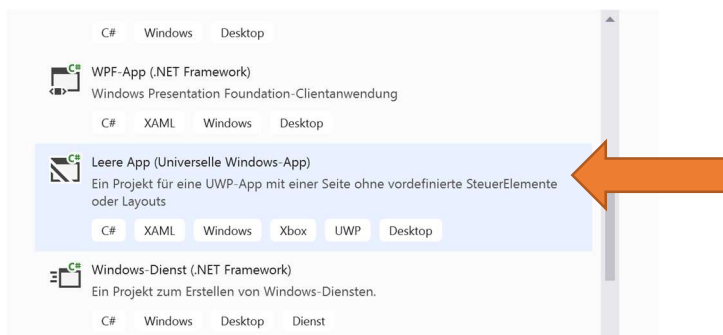 C# Windows Desktop
C#
WPF-App (.NET Framework)
Windows Presentation Foundation-Clientanwendung
C# XAML Windows Desktop
C#
Leere App (Universelle Windows-App)
Ein Projekt für eine UWP-App mit einer Seite ohne vordefinierte SteuerElemente
oder Layouts
C# XAML Windows Xbox UWP Desktop
C#
Windows-Dienst (.NET Framework)
Ein Projekt zum Erstellen von Windows-Diensten.
C# Windows Desktop Dienst